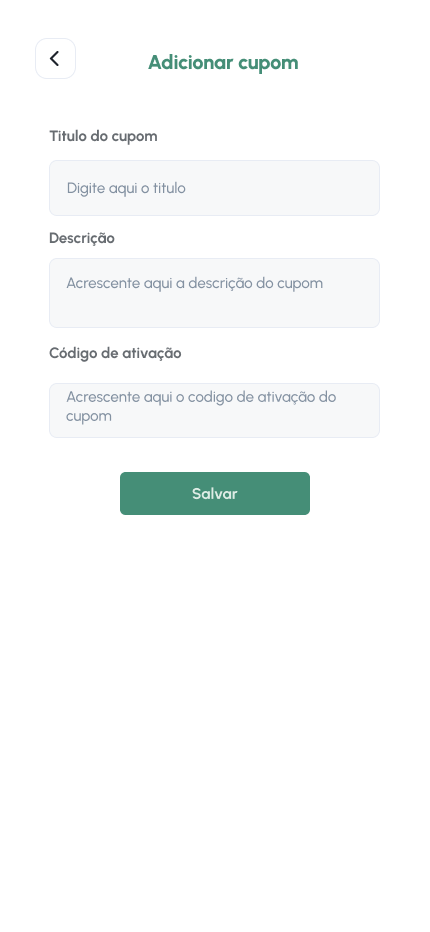 Adicionar cupom
Titulo do cupom
Digite aqui o titulo
Descrição
Acrescente aqui a descrição do cupom
Código de ativação
Acrescente aqui o codigo de ativação do
cupom
Salvar